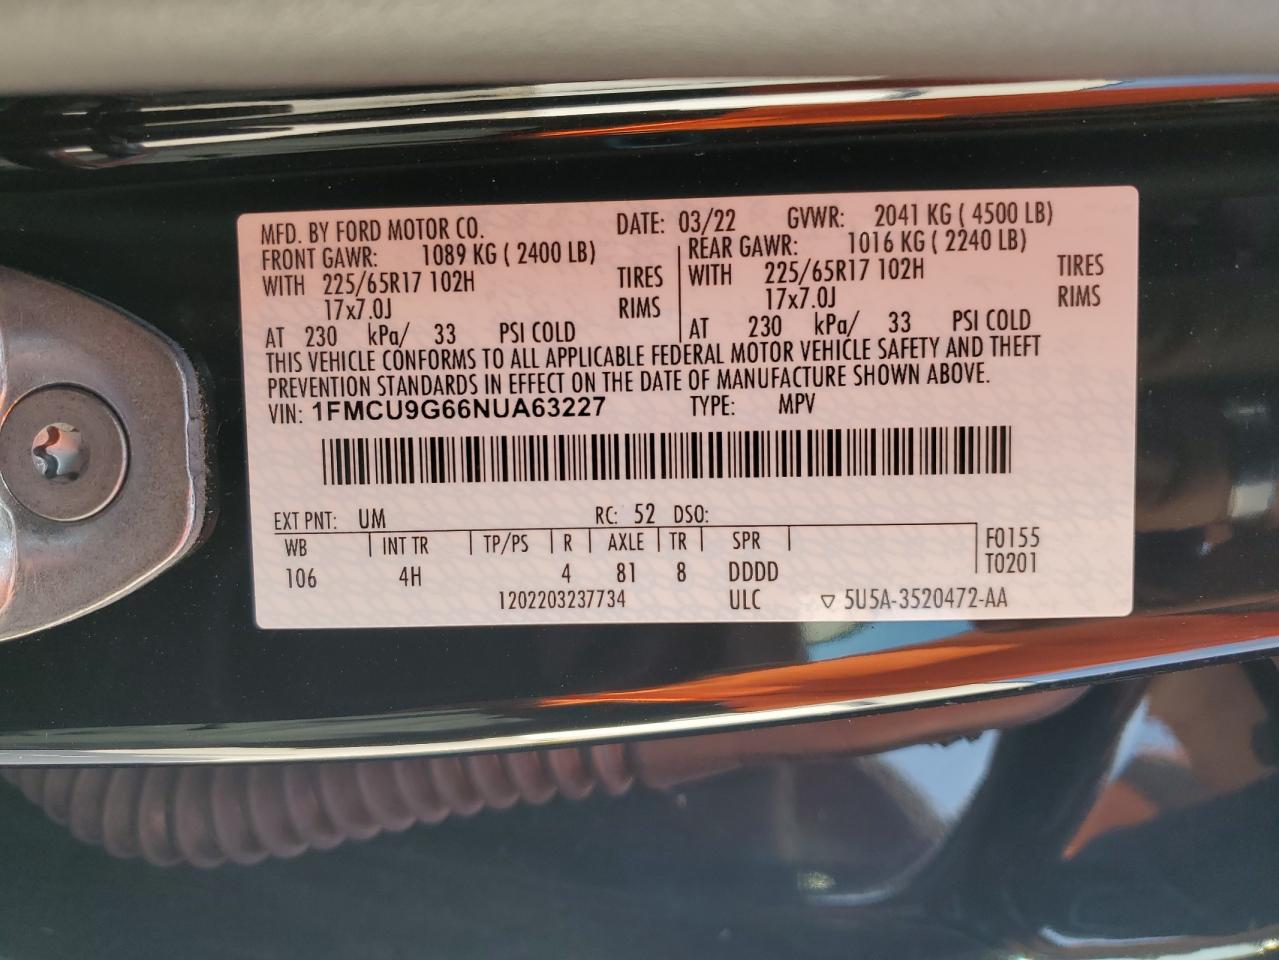 MFD. BY FORD MOTOR CO. DATE: 03/22 GVWR: 2041 KG ( 4500 LB)
FRONT GAWR: 1089 KG ( 2400 LB) REAR GAWR: 1016 KG ( 2240 LB)
WITH 225/65R17 102H TIRES WITH 225/65R17 102H TIRES
17x7.0J RIMS 17x7.0J RIMS
AT 230 kPa/ 33 PSI COLD AT 230 kPa/ 33 PSI COLD
THIS VEHICLE CONFORMS TO ALL APPLICABLE FEDERAL MOTOR VEHICLE SAFETY AND THEFT
PREVENTION STANDARDS IN EFFECT ON THE DATE OF MANUFACTURE SHOWN ABOVE.
VIN: 1FMCU9G66NUA63227 TYPE: MPV
EXT PNT: UM RC: 52 DSO:
WB INT TR TP/PS R AXLE TR SPR F0155
106 4H 4 81 8 DDDD T0201
1202203237734 ULC ▽ 5U5A-3520472-AA